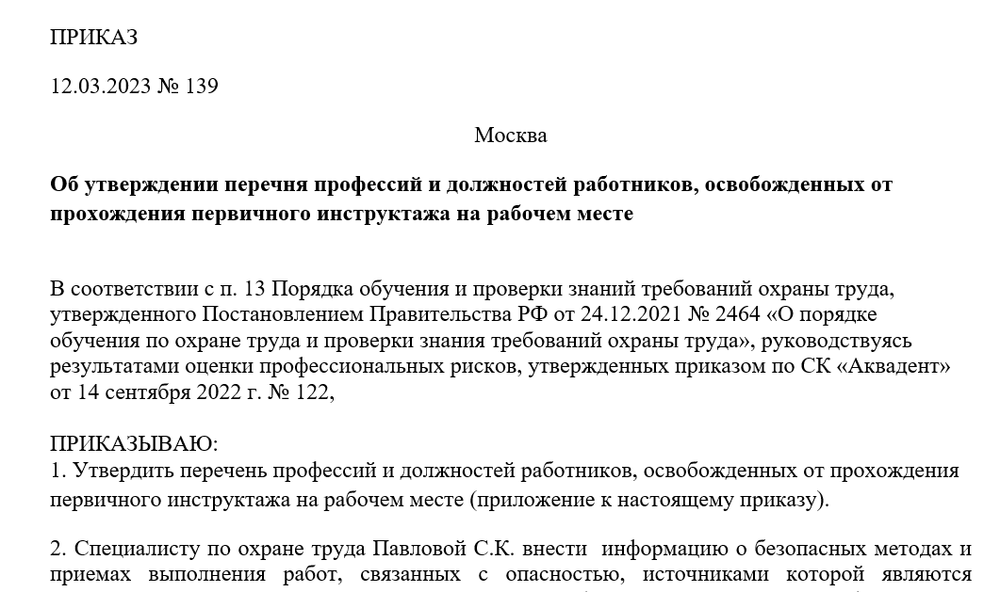 ПРИКАЗ
12.03.2023 № 139
Москва
Об утверждении перечня профессий и должностей работников, освобожденных от
прохождения первичного инструктажа на рабочем месте
В соответствии с п. 13 Порядка обучения и проверки знаний требований охраны труда,
утвержденного Постановлением Правительства РФ от 24.12.2021 № 2464 «О порядке
обучения по охране труда и проверки знания требований охраны труда», руководствуясь
результатами оценки профессиональных рисков, утвержденных приказом по СК «Аквадент»
от 14 сентября 2022 г. № 122,
ПРИКАЗЫВАЮ:
1. Утвердить перечень профессий и должностей работников, освобожденных от прохождения
первичного инструктажа на рабочем месте (приложение к настоящему приказу).
2. Специалисту по охране труда Павловой С.К. внести информацию о безопасных методах и
приемах выполнения работ, связанных с опасностью, источниками которой являются